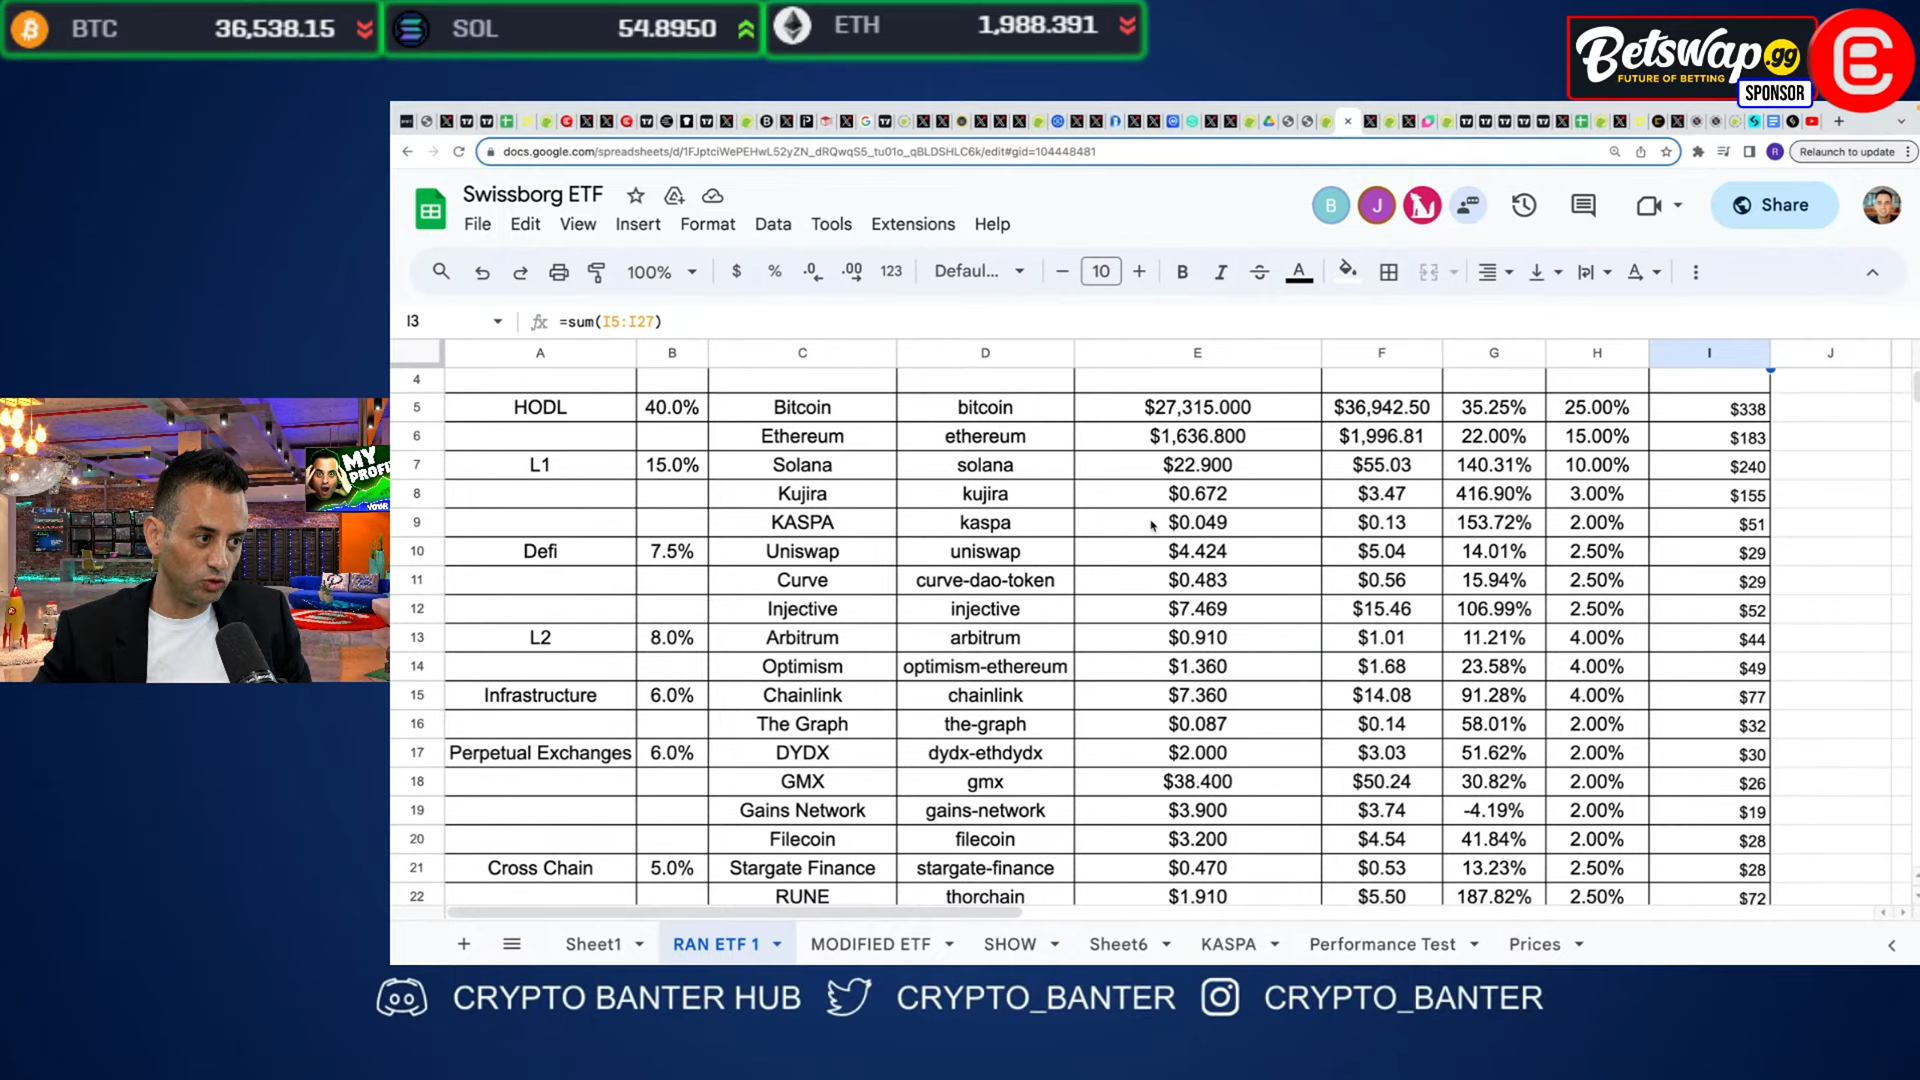 BTC 36,538.15 SOL 54.8950 ETH 1,988.391
Betswap.gg
FUTURE OF BETTING
SPONSOR
docs.google.com/spreadsheets/d/1FJptciWePEHwL52yZN_dRQwqS5_tu01o_qBLDSHLC6k/edit#gid=104448481
R
Relaunch to update
Swissborg ETF
B J
Share
File Edit View Insert Format Data Tools Extensions Help
100% $ % .0 .00 123 Defaul... 10 B I A
I3 fx =sum(I5:I27)
A B C D E F G H I J
4
5 HODL 40.0% Bitcoin bitcoin $27,315.000 $36,942.50 35.25% 25.00% $338
6 Ethereum ethereum $1,636.800 $1,996.81 22.00% 15.00% $183
7 L1 15.0% Solana solana $22.900 $55.03 140.31% 10.00% $240
8 Kujira kujira $0.672 $3.47 416.90% 3.00% $155
9 KASPA kaspa $0.049 $0.13 153.72% 2.00% $51
10 Defi 7.5% Uniswap uniswap $4.424 $5.04 14.01% 2.50% $29
11 Curve curve-dao-token $0.483 $0.56 15.94% 2.50% $29
12 Injective injective $7.469 $15.46 106.99% 2.50% $52
13 L2 8.0% Arbitrum arbitrum $0.910 $1.01 11.21% 4.00% $44
14 Optimism optimism-ethereum $1.360 $1.68 23.58% 4.00% $49
15 Infrastructure 6.0% Chainlink chainlink $7.360 $14.08 91.28% 4.00% $77
16 The Graph the-graph $0.087 $0.14 58.01% 2.00% $32
17 Perpetual Exchanges 6.0% DYDX dydx-ethdydx $2.000 $3.03 51.62% 2.00% $30
18 GMX gmx $38.400 $50.24 30.82% 2.00% $26
19 Gains Network gains-network $3.900 $3.74 -4.19% 2.00% $19
20 Filecoin filecoin $3.200 $4.54 41.84% 2.00% $28
21 Cross Chain 5.0% Stargate Finance stargate-finance $0.470 $0.53 13.23% 2.50% $28
22 RUNE thorchain $1.910 $5.50 187.82% 2.50% $72
Sheet1 RAN ETF 1 MODIFIED ETF SHOW Sheet6 KASPA Performance Test Prices
MY
YOUR
CRYPTO BANTER HUB CRYPTO_BANTER CRYPTO_BANTER